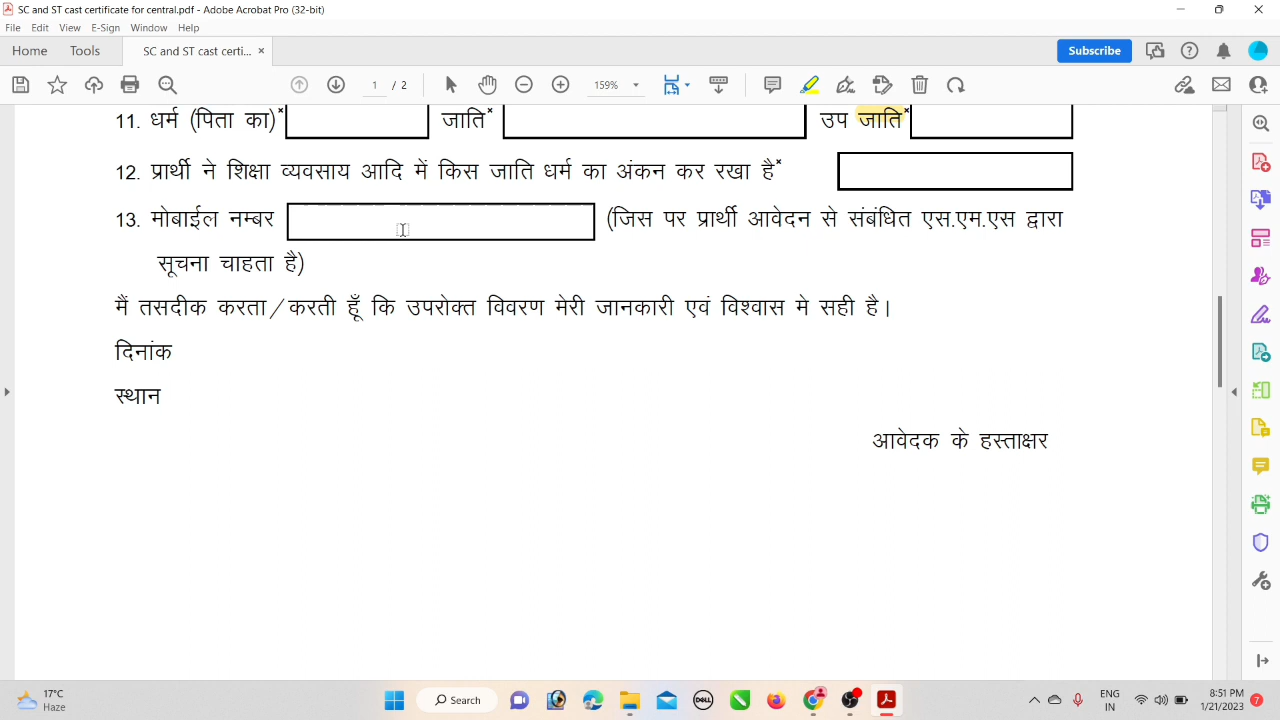 SC and ST cast certificate for central.pdf - Adobe Acrobat Pro (32-bit)
File Edit View E-Sign Window Help
Home Tools SC and ST cast certi... × Subscribe
1 / 2 159%
11. धर्म (पिता का)* जाति* उप जाति*
12. प्रार्थी ने शिक्षा व्यवसाय आदि में किस जाति धर्म का अंकन कर रखा है*
13. मोबाईल नम्बर (जिस पर प्रार्थी आवेदन से संबंधित एस.एम.एस द्वारा
सूचना चाहता है)
मैं तसदीक करता/करती हूँ कि उपरोक्त विवरण मेरी जानकारी एवं विश्वास मे सही है।
दिनांक
स्थान
आवेदक के हस्ताक्षर
17°C
Haze
Search
DELL
ENG
IN
8:51 PM
1/21/2023
7